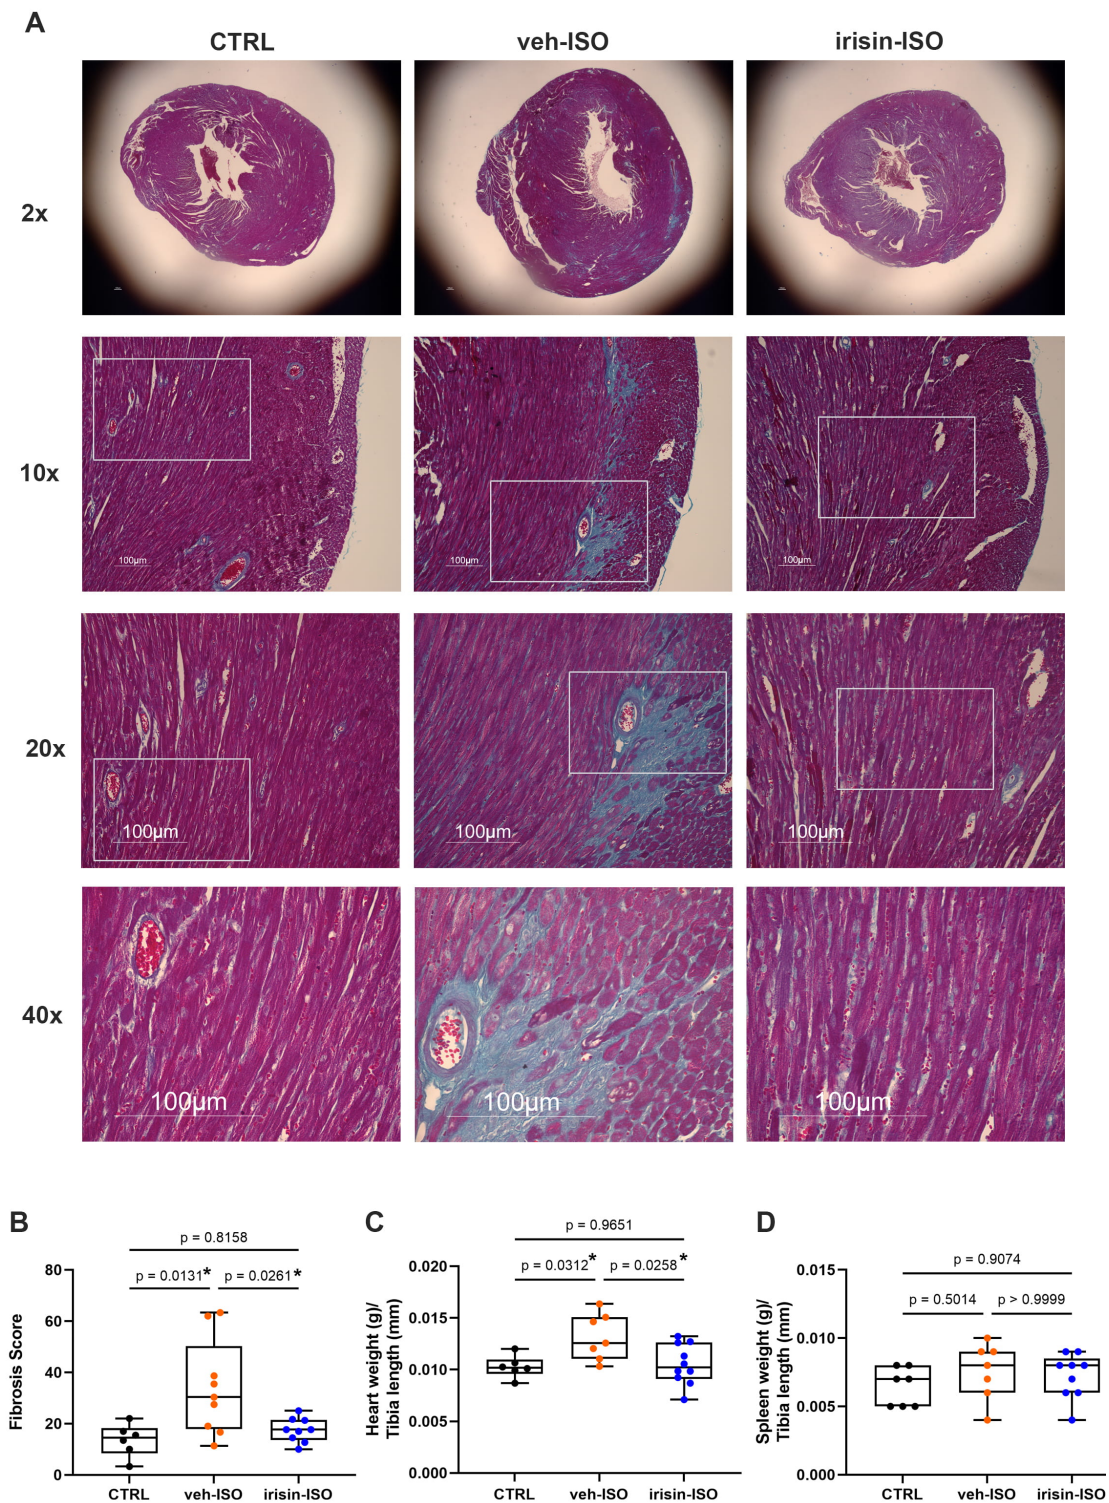 A
CTRL
veh-ISO
irisin-ISO
2x
10x
100µm
100µm
100µm
20x
100µm
100µm
100µm
40x
100µm
100µm
100µm
B
p = 0.8158
p = 0.0131*
p = 0.0261*
Fibrosis Score
80
60
40
20
0
CTRL
veh-ISO
irisin-ISO
C
p = 0.9651
p = 0.0312*
p = 0.0258*
Heart weight (g)/
Tibia length (mm)
0.020
0.015
0.010
0.005
0.000
CTRL
veh-ISO
irisin-ISO
D
p = 0.9074
p = 0.5014
p > 0.9999
Spleen weight (g)/
Tibia length (mm)
0.015
0.010
0.005
0.000
CTRL
veh-ISO
irisin-ISO